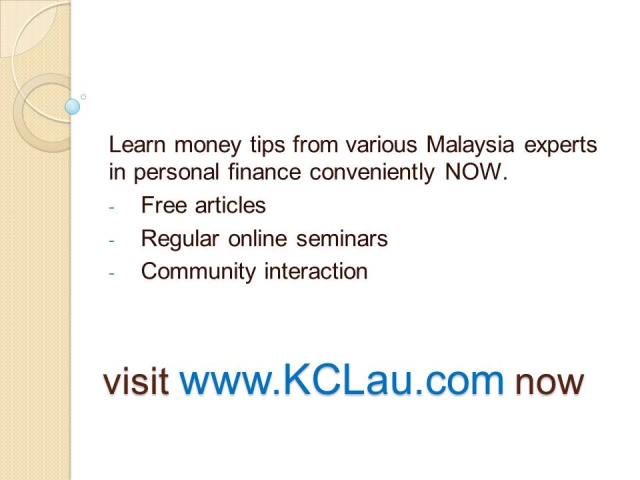 Learn money tips from various Malaysia experts
in personal finance conveniently NOW.
- Free articles
- Regular online seminars
- Community interaction
visit www.KCLau.com now